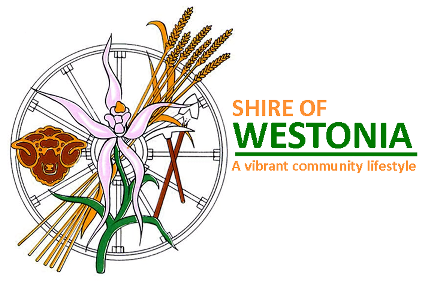 SHIRE OF
WESTONIA
A vibrant community lifestyle